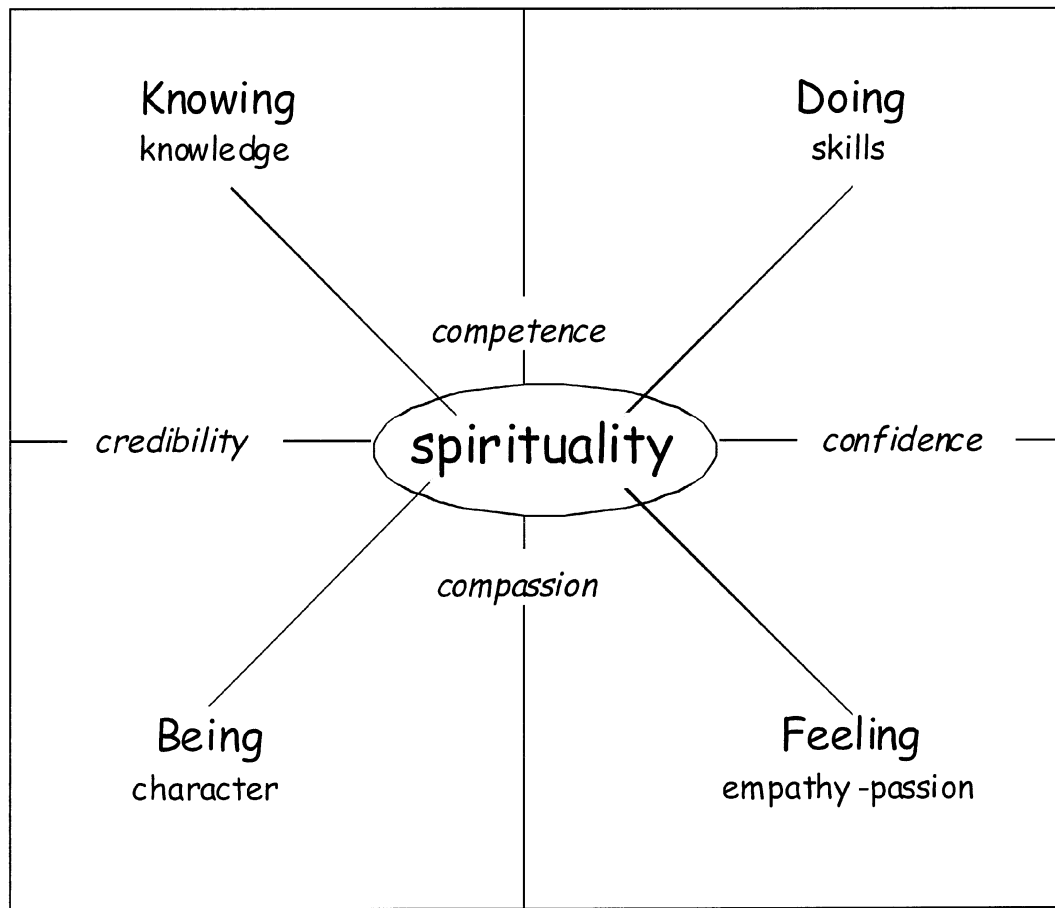 Knowing
knowledge
Doing
skills
competence
credibility
spirituality
confidence
compassion
Being
character
Feeling
empathy-passion